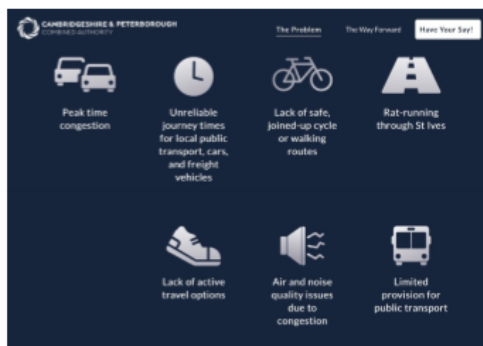 CAMBRIDGESHIRE & PETERBOROUGH
COMBINED AUTHORITY
The Problem
The Way Forward
Have Your Say!
Peak time
congestion
Unreliable
journey times
for local public
transport, cars,
and freight
vehicles
Lack of safe,
joined-up cycle
or walking
routes
Rat-running
through St Ives
Lack of active
travel options
Air and noise
quality issues
due to
congestion
Limited
provision for
public transport